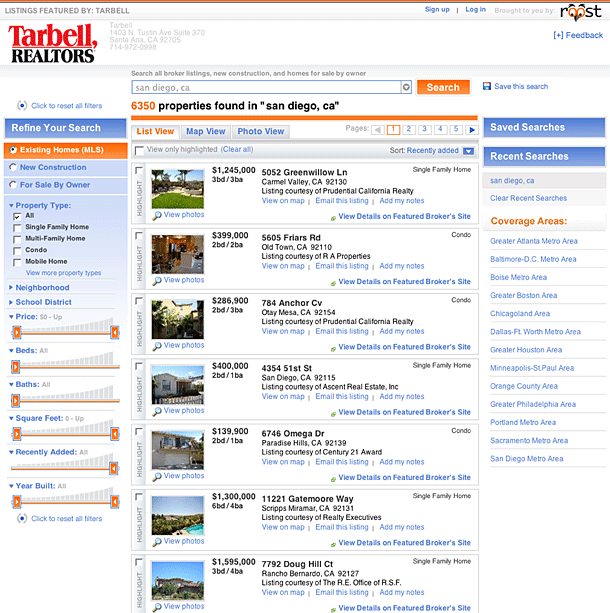 LISTINGS FEATURED BY: TARBELL
Sign up | Log in
Brought to you by:
roost
Tarbell,
REALTORS
Tarbell
1403 N. Tustin Ave Suite 370
Santa Ana, CA 92705
714-972-0998
[+] Feedback
Search all broker listings, new construction, and homes for sale by owner
san diego, ca
Search
Save this search
Click to reset all filters
6350 properties found in "san diego, ca"
Refine Your Search
Existing Homes (MLS)
New Construction
For Sale By Owner
Property Type:
All
Single Family Home
Multi-Family Home
Condo
Mobile Home
View more property types
Neighborhood
School District
Price: $0 - Up
Beds: All
Baths: All
Square Feet: 0 - Up
Recently Added: All
Year Built: All
Click to reset all filters
List View
Map View
Photo View
Pages: 1 2 3 4 5
View only highlighted (Clear all)
Sort: Recently added
HIGHLIGHT
$1,245,000
3bd / 3ba
5052 Greenwillow Ln
Single Family Home
Carmel Valley, CA 92130
Listing courtesy of Prudential California Realty
View on map | Email this listing | Add my notes
View photos
View Details on Featured Broker's Site
HIGHLIGHT
$399,000
2bd / 2ba
5605 Friars Rd
Condo
Old Town, CA 92110
Listing courtesy of R A Properties
View on map | Email this listing | Add my notes
View photos
View Details on Featured Broker's Site
HIGHLIGHT
$286,900
2bd / 3ba
784 Anchor Cv
Condo
Otay Mesa, CA 92154
Listing courtesy of Prudential California Realty
View on map | Email this listing | Add my notes
View photos
View Details on Featured Broker's Site
HIGHLIGHT
$400,000
2bd / 1ba
4354 51st St
Single Family Home
San Diego, CA 92115
Listing courtesy of Ascent Real Estate, Inc
View on map | Email this listing | Add my notes
View photos
View Details on Featured Broker's Site
HIGHLIGHT
$139,900
2bd / 1ba
6746 Omega Dr
Condo
Paradise Hills, CA 92139
Listing courtesy of Century 21 Award
View on map | Email this listing | Add my notes
View photos
View Details on Featured Broker's Site
HIGHLIGHT
$1,300,000
6bd / 4ba
11221 Gatemoore Way
Single Family Home
Scripps Miramar, CA 92131
Listing courtesy of Realty Executives
View on map | Email this listing | Add my notes
View photos
View Details on Featured Broker's Site
HIGHLIGHT
$1,595,000
3bd / 4ba
7792 Doug Hill Ct
Single Family Home
Rancho Bernardo, CA 92127
Listing courtesy of The R.E. Office of R.S.F.
View on map | Email this listing | Add my notes
View photos
View Details on Featured Broker's Site
Saved Searches
Recent Searches
san diego, ca
Clear Recent Searches
Coverage Areas:
Greater Atlanta Metro Area
Baltimore-D.C. Metro Area
Boise Metro Area
Greater Boston Area
Chicagoland Area
Dallas-Ft. Worth Metro Area
Greater Houston Area
Minneapolis-St.Paul Area
Orange County Area
Greater Philadelphia Area
Portland Metro Area
Sacramento Metro Area
San Diego Metro Area